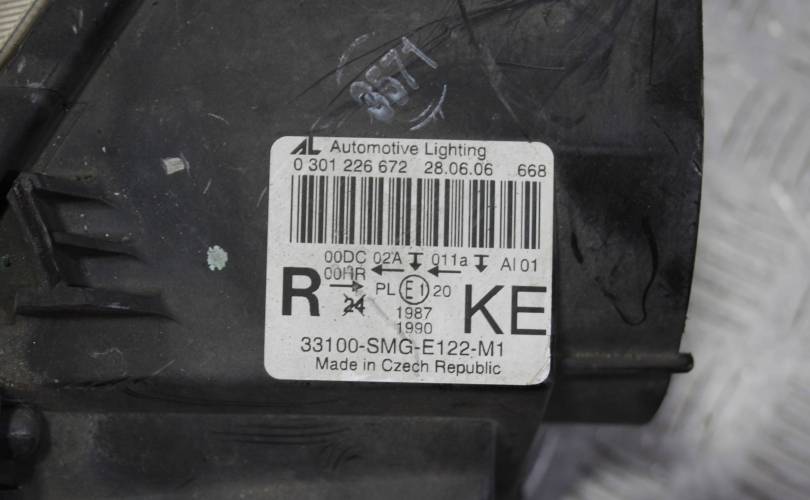 3571
AL Automotive Lighting
0 301 226 672 28.06.06 668
00DC 02A 011a AI 01
00HR
R PL E1 20 KE
24
1987
1990
33100-SMG-E122-M1
Made in Czech Republic